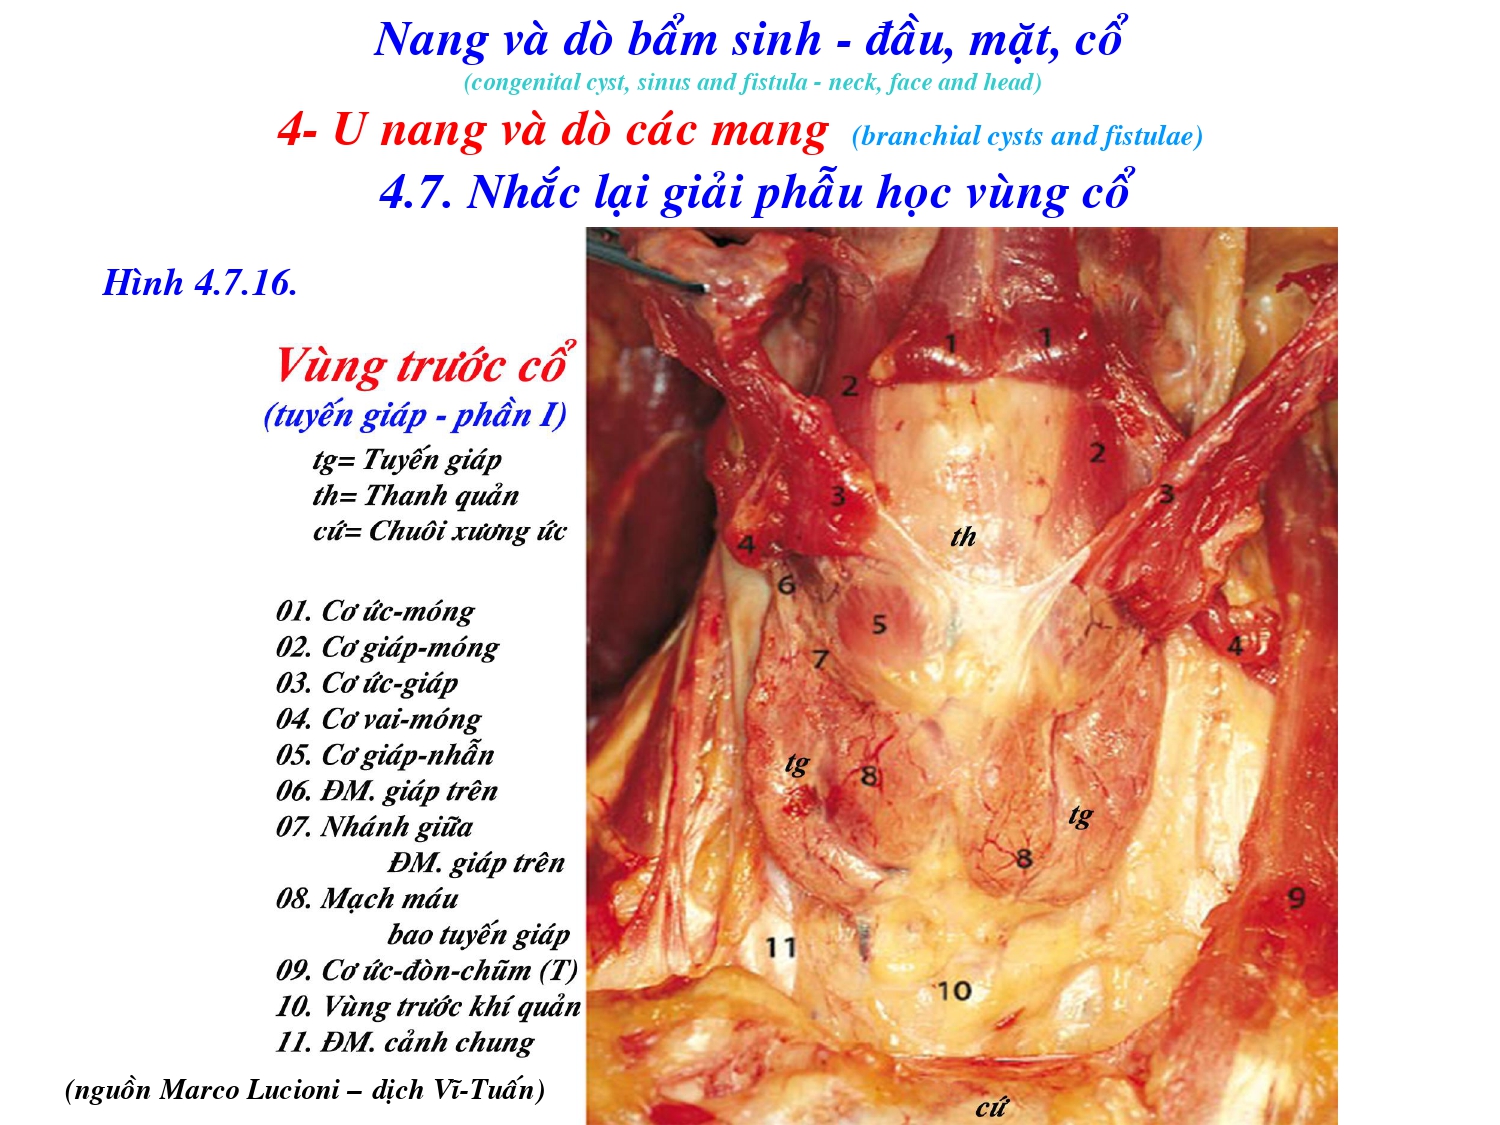 Nang và dò bẩm sinh - đầu, mặt, cổ
(congenital cyst, sinus and fistula - neck, face and head)
4- U nang và dò các mang (branchial cysts and fistulae)
4.7. Nhắc lại giải phẫu học vùng cổ
Hình 4.7.16.
Vùng trước cổ
(tuyến giáp - phần I)
tg= Tuyến giáp
th= Thanh quản
cứ= Chuôi xương ức
01. Cơ ức-móng
02. Cơ giáp-móng
03. Cơ ức-giáp
04. Cơ vai-móng
05. Cơ giáp-nhẫn
06. ĐM. giáp trên
07. Nhánh giữa
ĐM. giáp trên
08. Mạch máu
bao tuyến giáp
09. Cơ ức-đòn-chũm (T)
10. Vùng trước khí quản
11. ĐM. cảnh chung
(nguồn Marco Lucioni – dịch Vĩ-Tuấn)
1 1
2
2
3 3
th
4
6
5
4
7
tg 8
tg
8
9
11
10
cứ